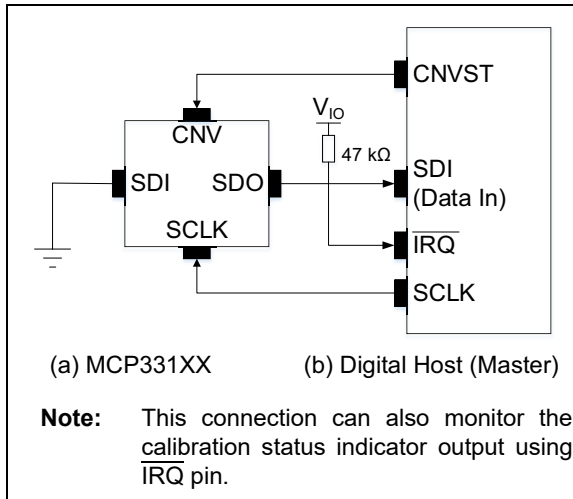 CNVST
V_IO
CNV
47 kΩ
SDI SDO SDI
(Data In)
SCLK
IRQ
SCLK
(a) MCP331XX (b) Digital Host (Master)
Note: This connection can also monitor the
calibration status indicator output using
IRQ pin.